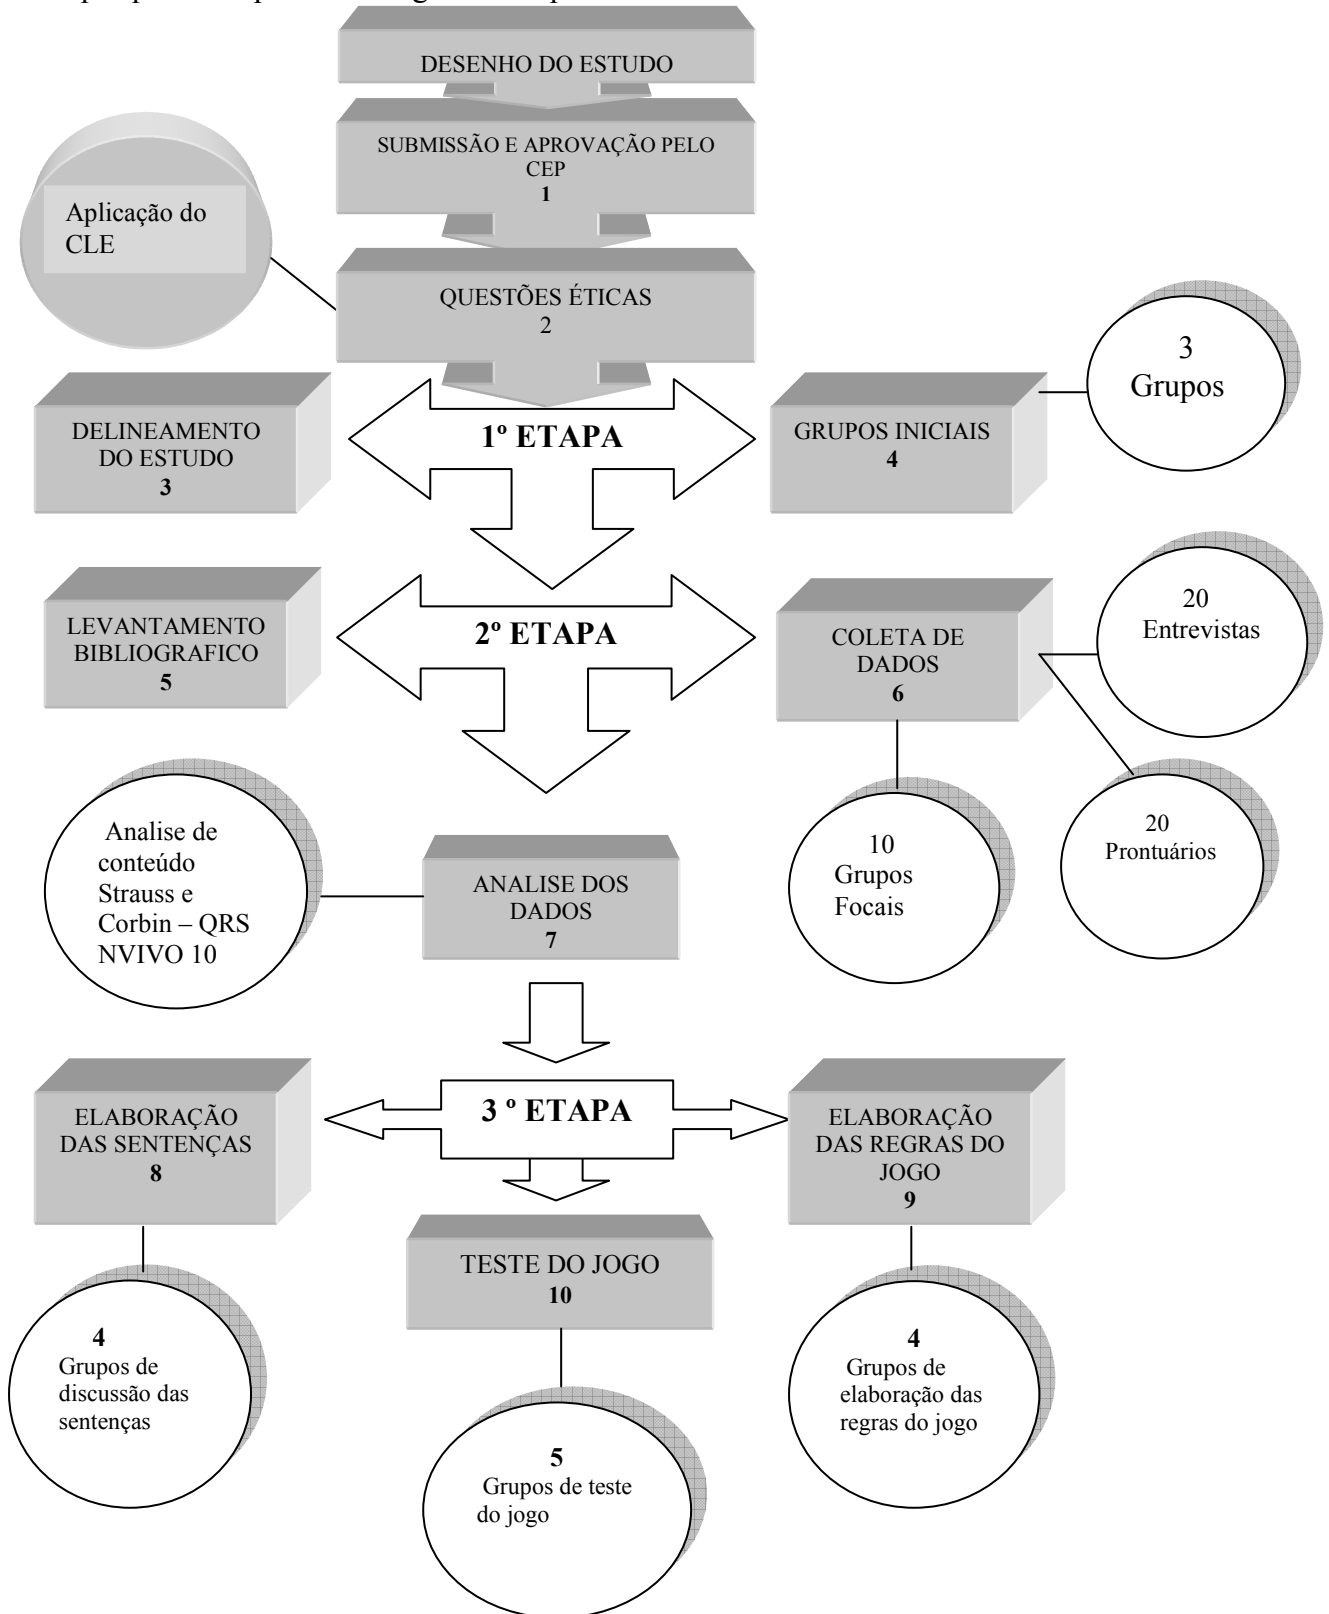 DESENHO DO ESTUDO
SUBMISSÃO E APROVAÇÃO PELO
CEP
1
Aplicação do
CLE
QUESTÕES ÉTICAS
2
3
Grupos
DELINEAMENTO
DO ESTUDO
3
1º ETAPA
GRUPOS INICIAIS
4
LEVANTAMENTO
BIBLIOGRAFICO
5
2º ETAPA
COLETA DE
DADOS
6
20
Entrevistas
20
Prontuários
10
Grupos
Focais
Analise de
conteúdo
Strauss e
Corbin – QRS
NVIVO 10
ANALISE DOS
DADOS
7
3 º ETAPA
ELABORAÇÃO
DAS SENTENÇAS
8
ELABORAÇÃO
DAS REGRAS DO
JOGO
9
TESTE DO JOGO
10
4
Grupos de
discussão das
sentenças
5
Grupos de teste
do jogo
4
Grupos de
elaboração das
regras do jogo